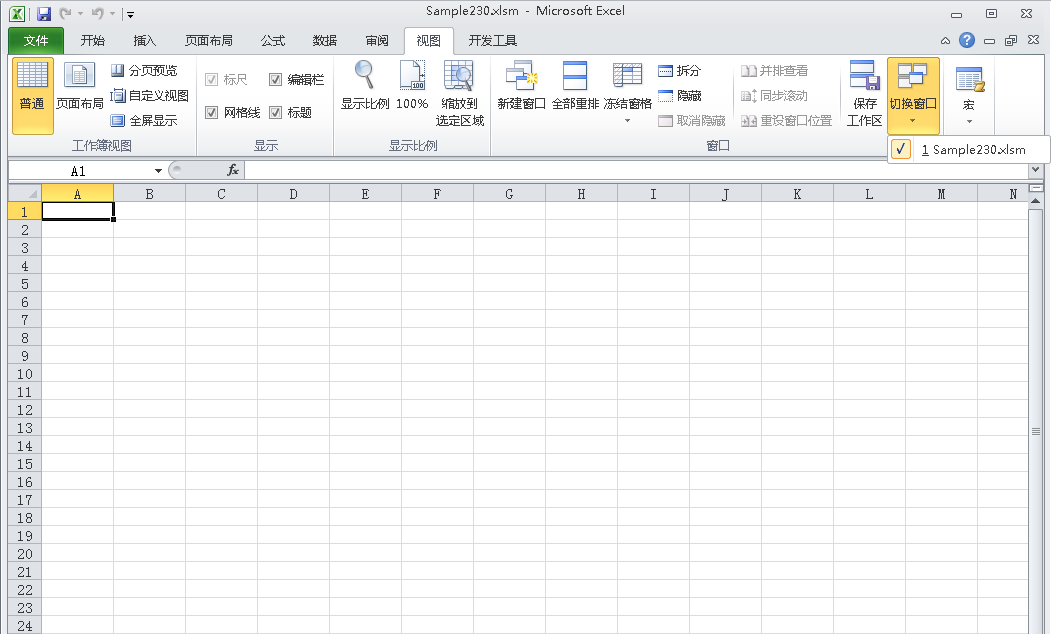 Sample230.xlsm - Microsoft Excel
文件 开始 插入 页面布局 公式 数据 审阅 视图 开发工具
普通
页面布局
分页预览
自定义视图
全屏显示
工作簿视图
标尺
编辑栏
网格线
标题
显示
显示比例
100%
缩放到
选定区域
显示比例
新建窗口
全部重排
冻结窗格
拆分
隐藏
取消隐藏
并排查看
同步滚动
重设窗口位置
窗口
保存
工作区
切换窗口
宏
1 Sample230.xlsm
A1
fx
A B C D E F G H I J K L M N
1
2
3
4
5
6
7
8
9
10
11
12
13
14
15
16
17
18
19
20
21
22
23
24